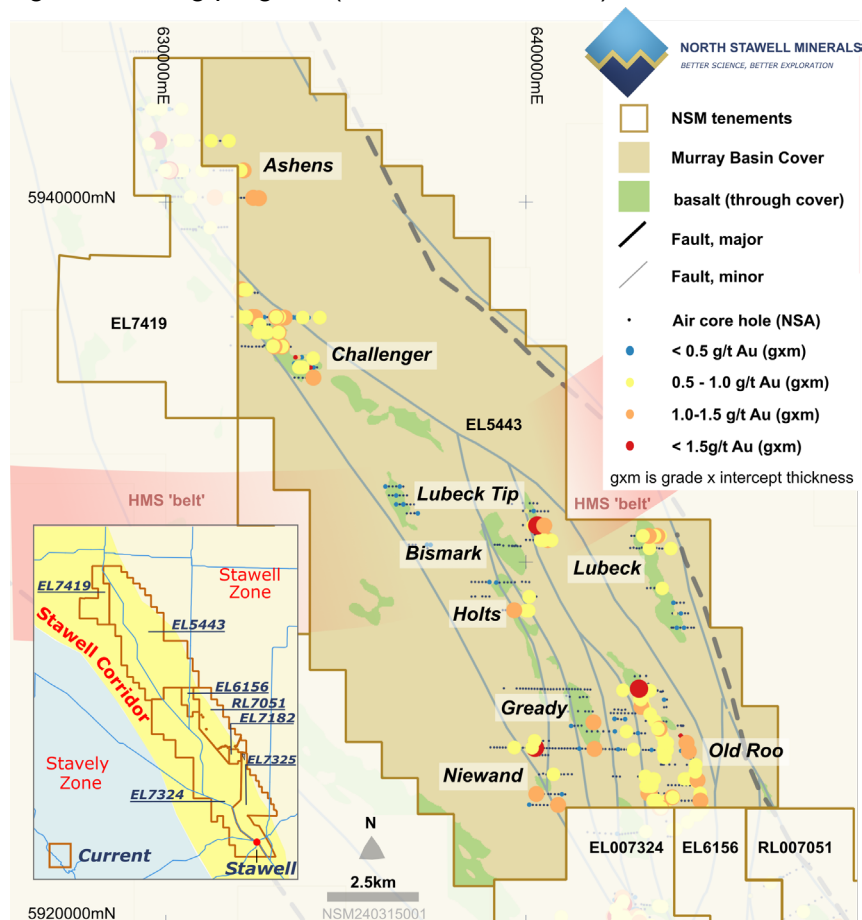 630000mE
640000mE
NORTH STAWELL MINERALS
BETTER SCIENCE, BETTER EXPLORATION
NSM tenements
Murray Basin Cover
basalt (through cover)
Fault, major
Fault, minor
Air core hole (NSA)
< 0.5 g/t Au (gxm)
0.5 - 1.0 g/t Au (gxm)
1.0-1.5 g/t Au (gxm)
< 1.5g/t Au (gxm)
gxm is grade x intercept thickness
Ashens
5940000mN
EL7419
Challenger
EL5443
HMS 'belt'
HMS 'belt'
Lubeck Tip
Bismark
Lubeck
Holts
Gready
Old Roo
Niewand
EL007324
EL6156
RL007051
N
2.5km
NSM240315001
5920000mN
Stawell
Zone
EL7419
EL5443
Stawell Corridor
EL6156
RL7051
EL7182
EL7325
Stavely
Zone
EL7324
Current
Stawell